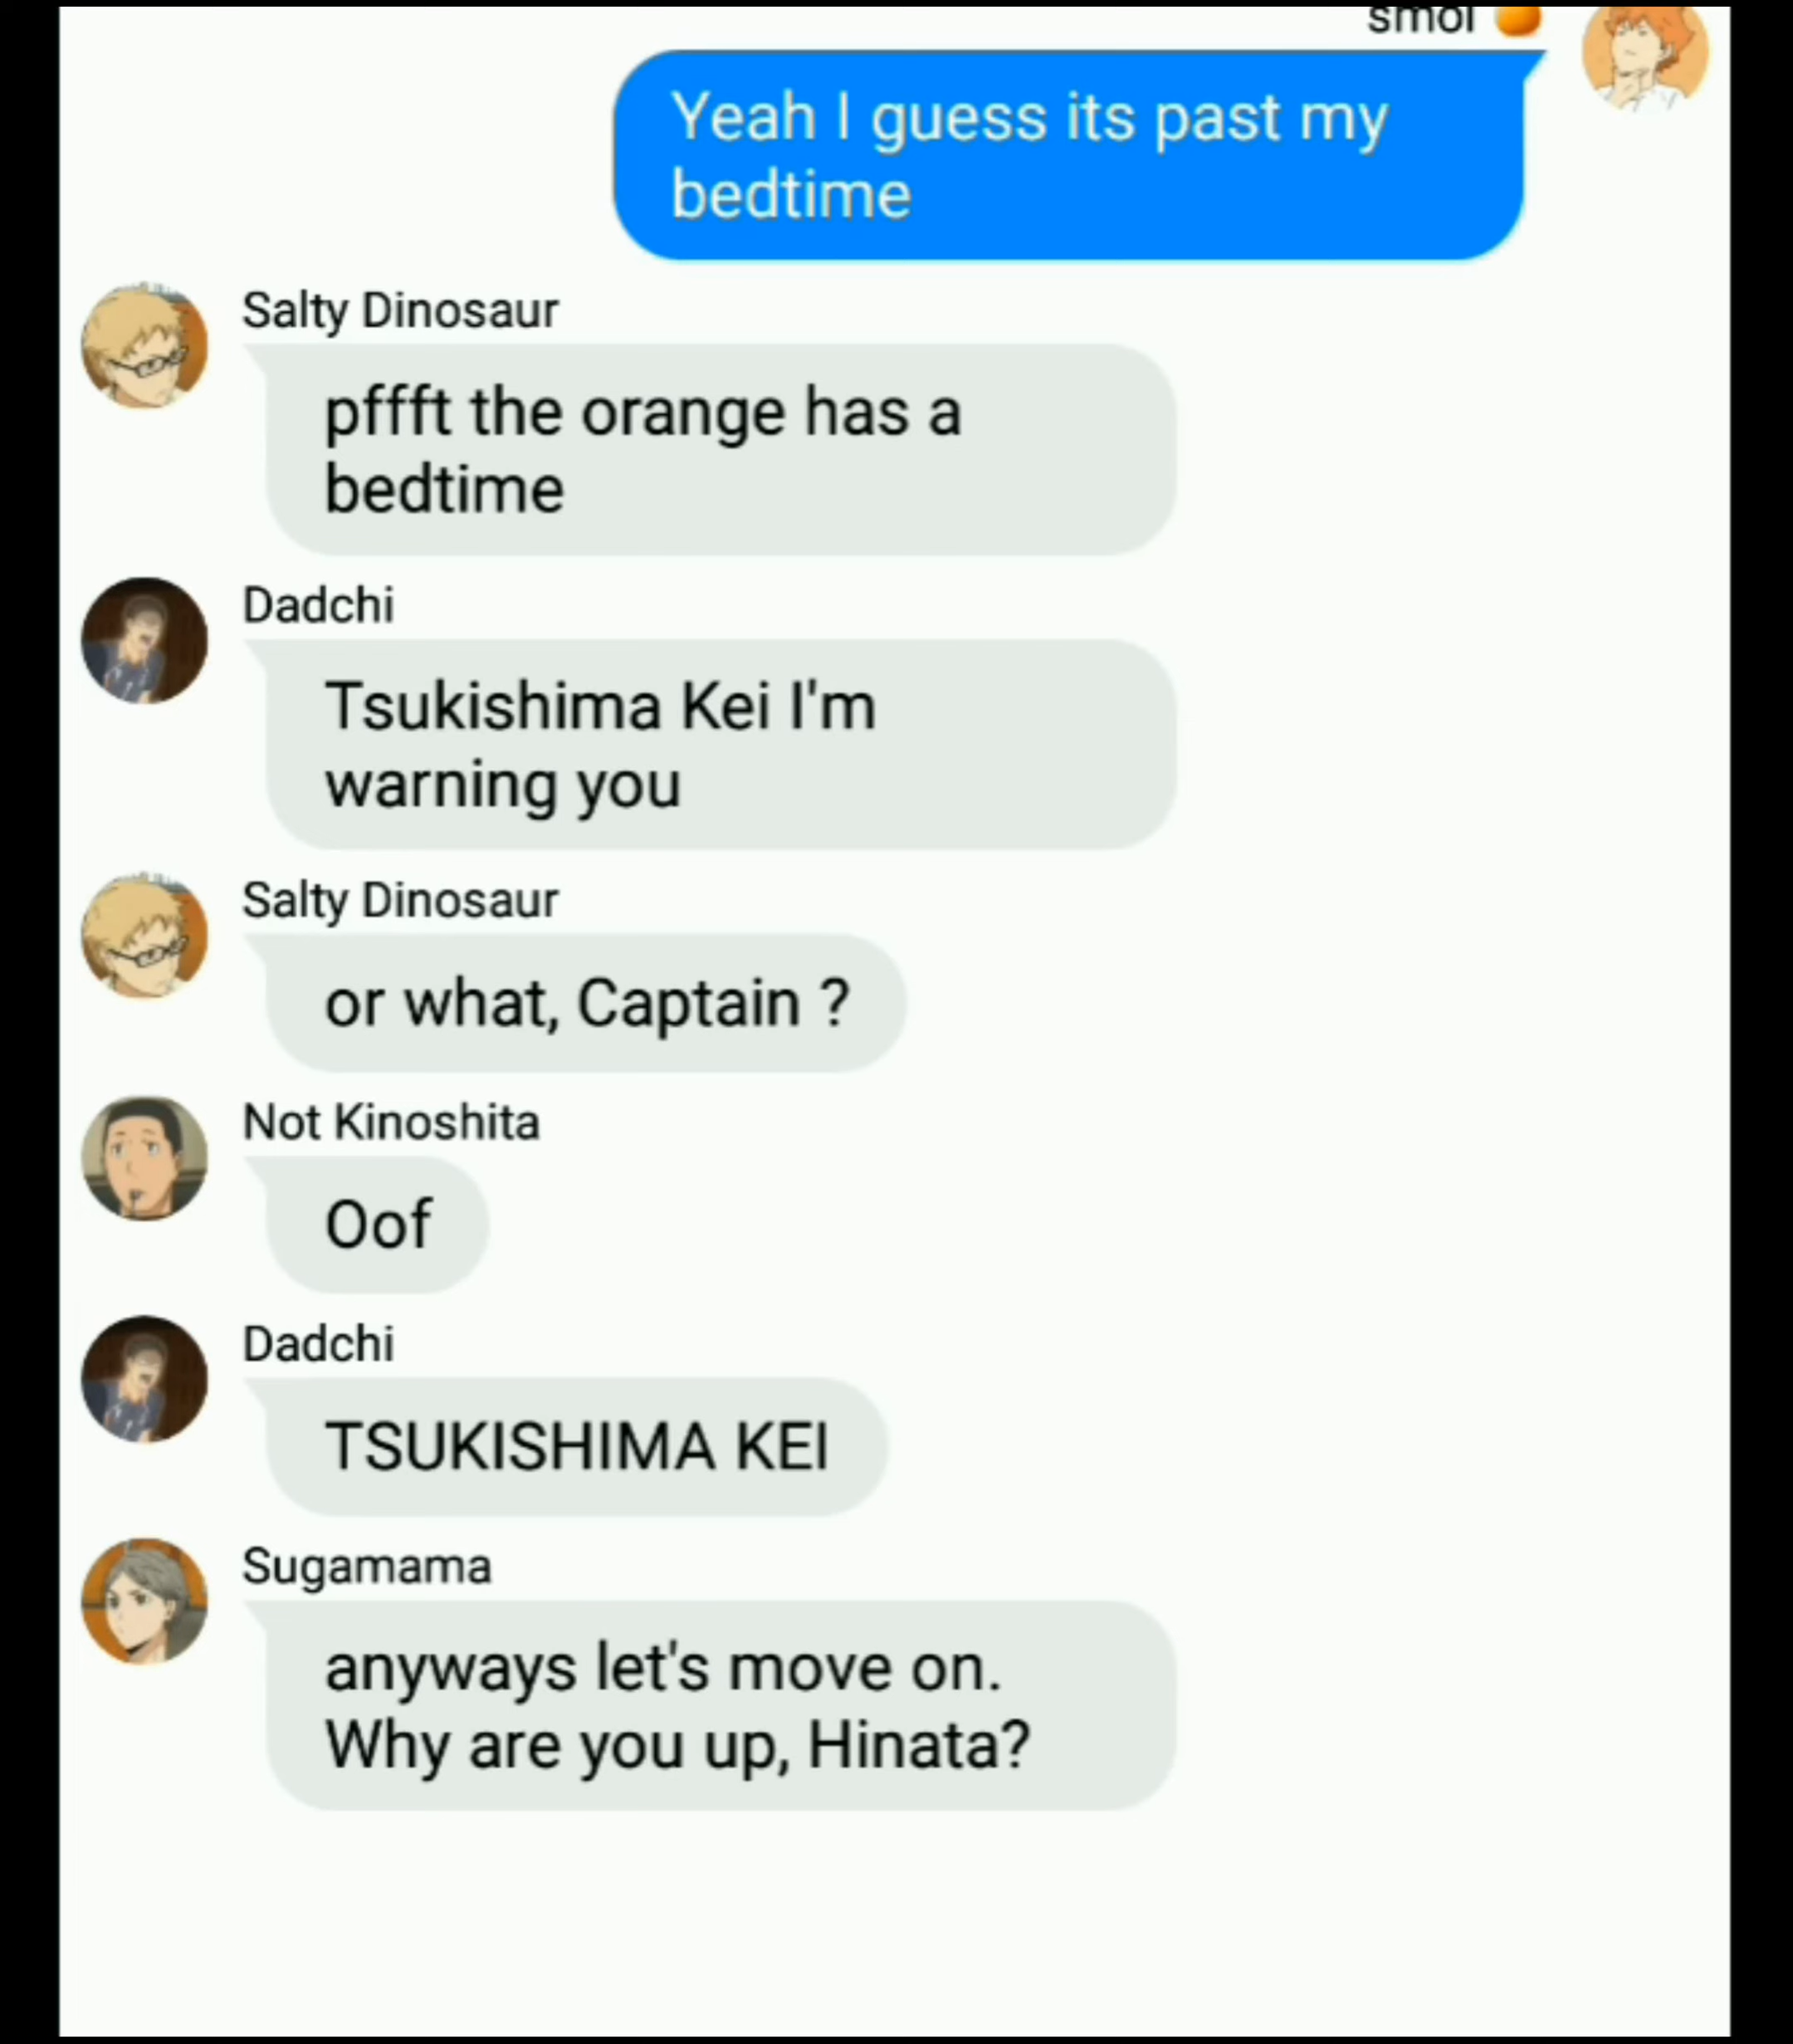 smol 🍊
Yeah I guess its past my
bedtime
Salty Dinosaur
pffft the orange has a
bedtime
Dadchi
Tsukishima Kei I'm
warning you
Salty Dinosaur
or what, Captain ?
Not Kinoshita
Oof
Dadchi
TSUKISHIMA KEI
Sugamama
anyways let's move on.
Why are you up, Hinata?